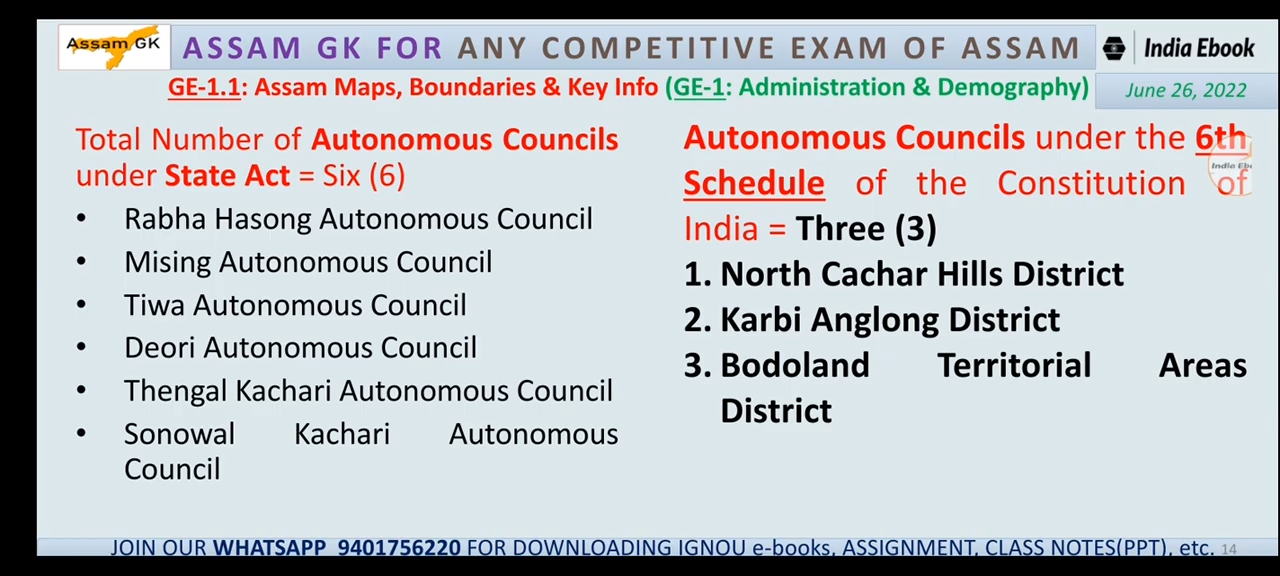 Assam GK
ASSAM GK FOR ANY COMPETITIVE EXAM OF ASSAM
India Ebook
GE-1.1: Assam Maps, Boundaries & Key Info (GE-1: Administration & Demography)
June 26, 2022
Total Number of Autonomous Councils
under State Act = Six (6)
• Rabha Hasong Autonomous Council
• Mising Autonomous Council
• Tiwa Autonomous Council
• Deori Autonomous Council
• Thengal Kachari Autonomous Council
• Sonowal Kachari Autonomous
Council
Autonomous Councils under the 6th
Schedule of the Constitution of
India = Three (3)
1. North Cachar Hills District
2. Karbi Anglong District
3. Bodoland Territorial Areas
District
India Eb
JOIN OUR WHATSAPP 9401756220 FOR DOWNLOADING IGNOU e-books, ASSIGNMENT, CLASS NOTES(PPT), etc. 14